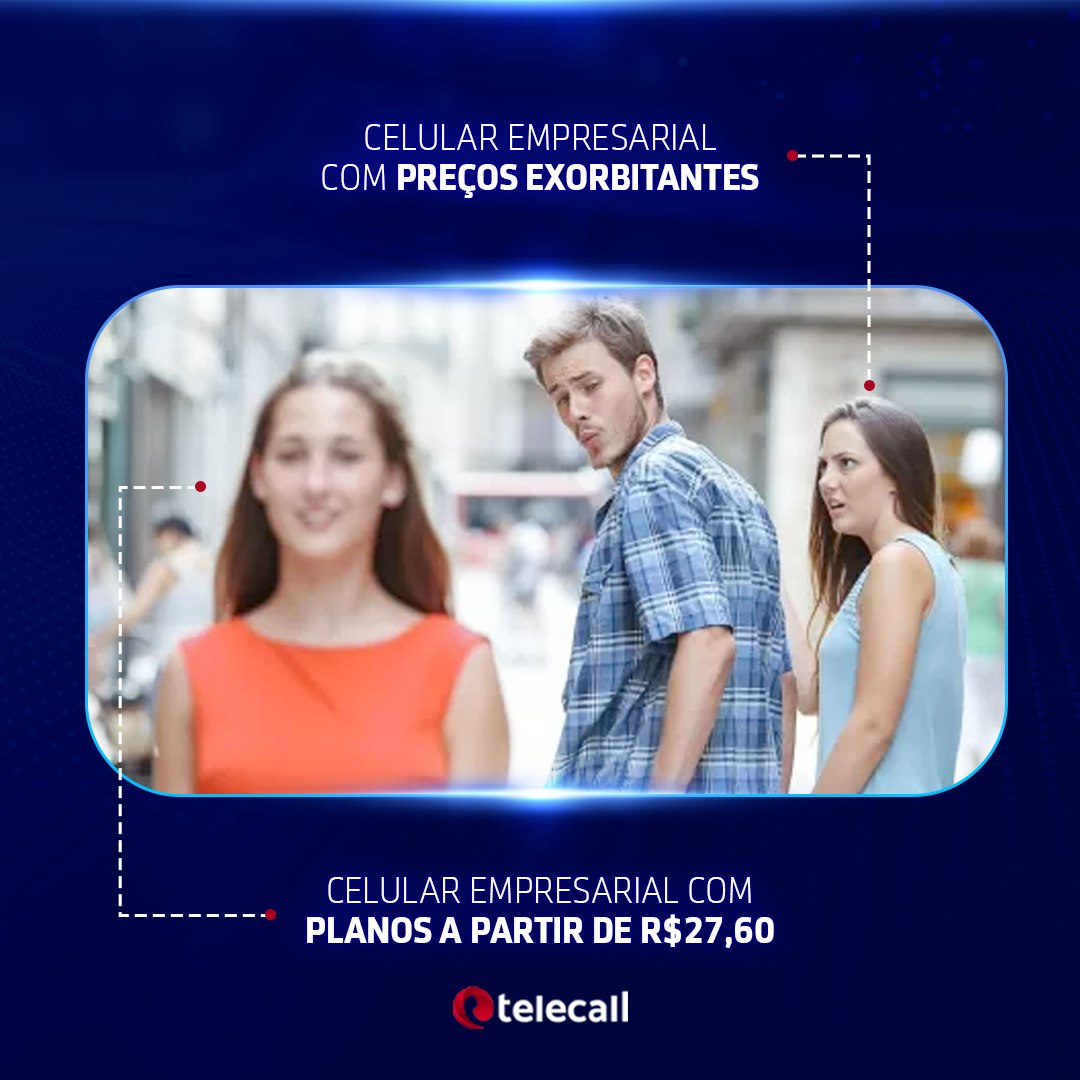 CELULAR EMPRESARIAL
COM PREÇOS EXORBITANTES
CELULAR EMPRESARIAL COM
PLANOS A PARTIR DE R$27,60
telecall